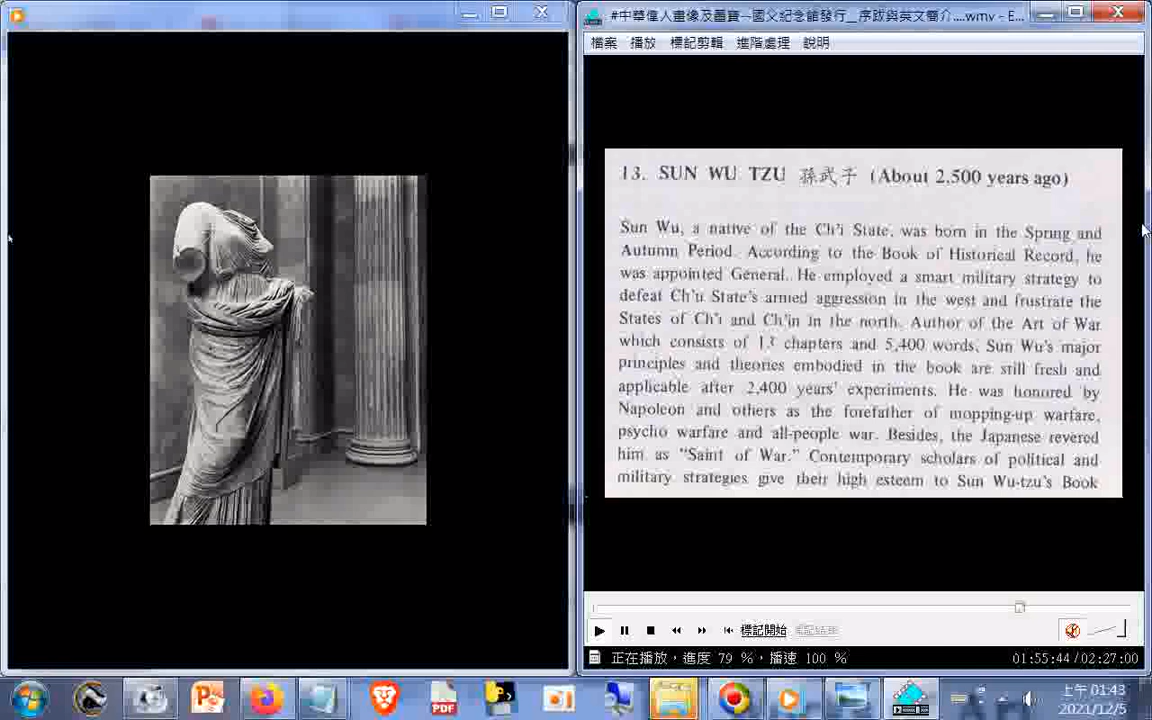 #中華偉人畫像及墨寶--國父紀念館發行__序跋與英文簡介....wmv - E...
檔案 播放 標記剪輯 進階處理 說明
13. SUN WU TZU 孫武子 (About 2,500 years ago)
Sun Wu, a native of the Ch'i State, was born in the Spring and
Autumn Period. According to the Book of Historical Record, he
was appointed General. He employed a smart military strategy to
defeat Ch'u State's armed aggression in the west and frustrate the
States of Ch'i and Ch'in in the north. Author of the Art of War
which consists of 13 chapters and 5,400 words, Sun Wu's major
principles and theories embodied in the book are still fresh and
applicable after 2,400 years' experiments. He was honored by
Napoleon and others as the forefather of mopping-up warfare,
psycho warfare and all-people war. Besides, the Japanese revered
him as "Saint of War." Contemporary scholars of political and
military strategies give their high esteem to Sun Wu-tzu's Book
標記開始 標記結束
正在播放，進度 79 %，播速 100 %
01:55:44 / 02:27:00
PDF
上午 01:43
2021/12/5